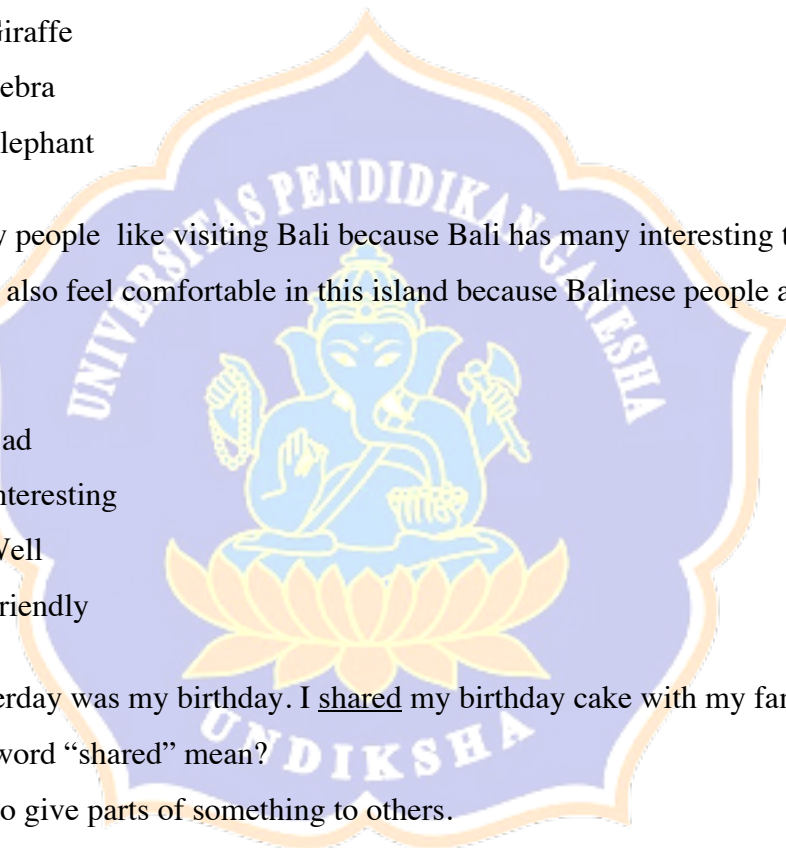 iraffe
ebra
lephant
UNIVERSITAS PENDIDIKAN GANESHA
y people like visiting Bali because Bali has many interesting t
also feel comfortable in this island because Balinese people a
ad
nteresting
Well
riendly
erday was my birthday. I shared my birthday cake with my fa
word “shared” mean?
UNDIKSHA
o give parts of something to others.